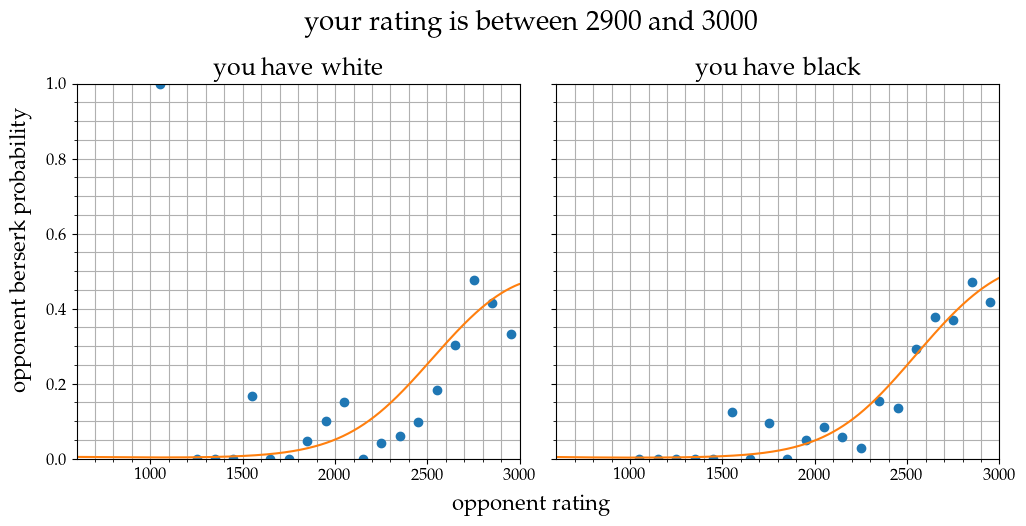 your rating is between 2900 and 3000
you have white
you have black
opponent berserk probability
1.0
0.8
0.6
0.4
0.2
0.0
1000 1500 2000 2500 3000
1000 1500 2000 2500 3000
opponent rating